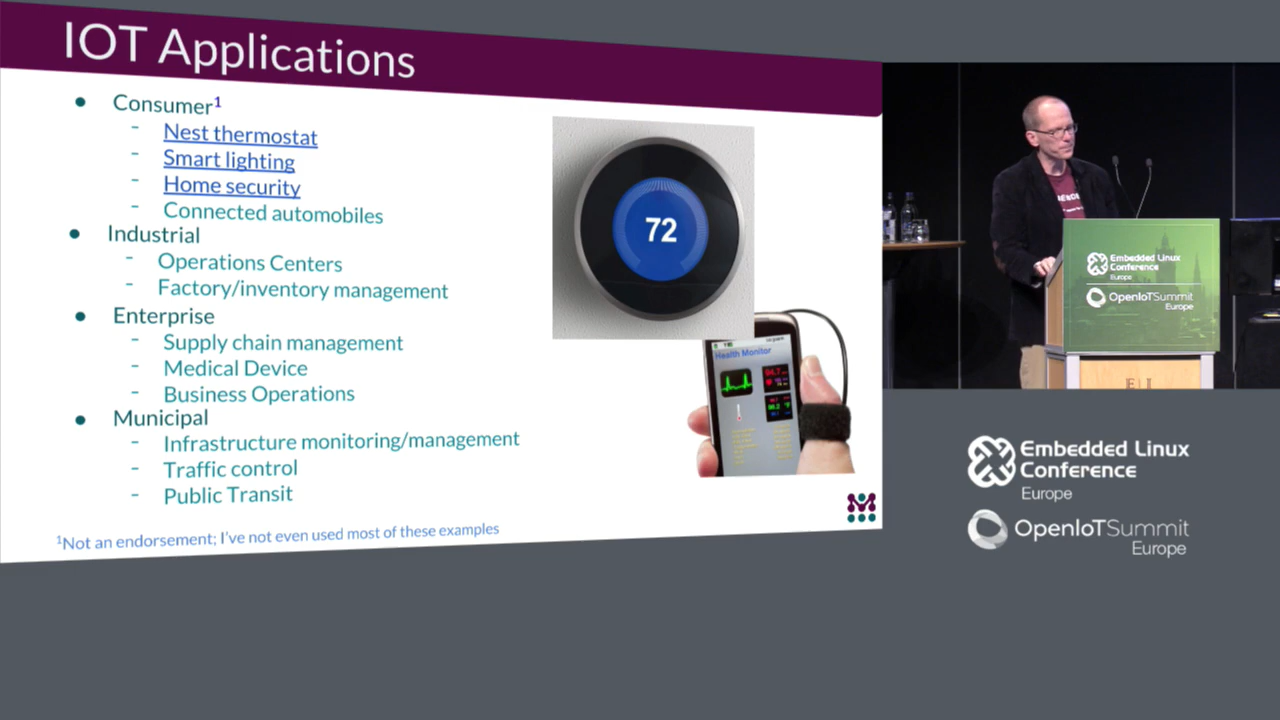 IOT Applications
● Consumer¹
- Nest thermostat
- Smart lighting
- Home security
- Connected automobiles
● Industrial
- Operations Centers
- Factory/inventory management
● Enterprise
- Supply chain management
- Medical Device
- Business Operations
● Municipal
- Infrastructure monitoring/management
- Traffic control
- Public Transit
¹Not an endorsement; I've not even used most of these examples
72
Health Monitor
Embedded Linux
Conference
Europe
OpenIoTSummit
Europe
Embedded Linux
Conference
Europe
OpenIoTSummit
Europe